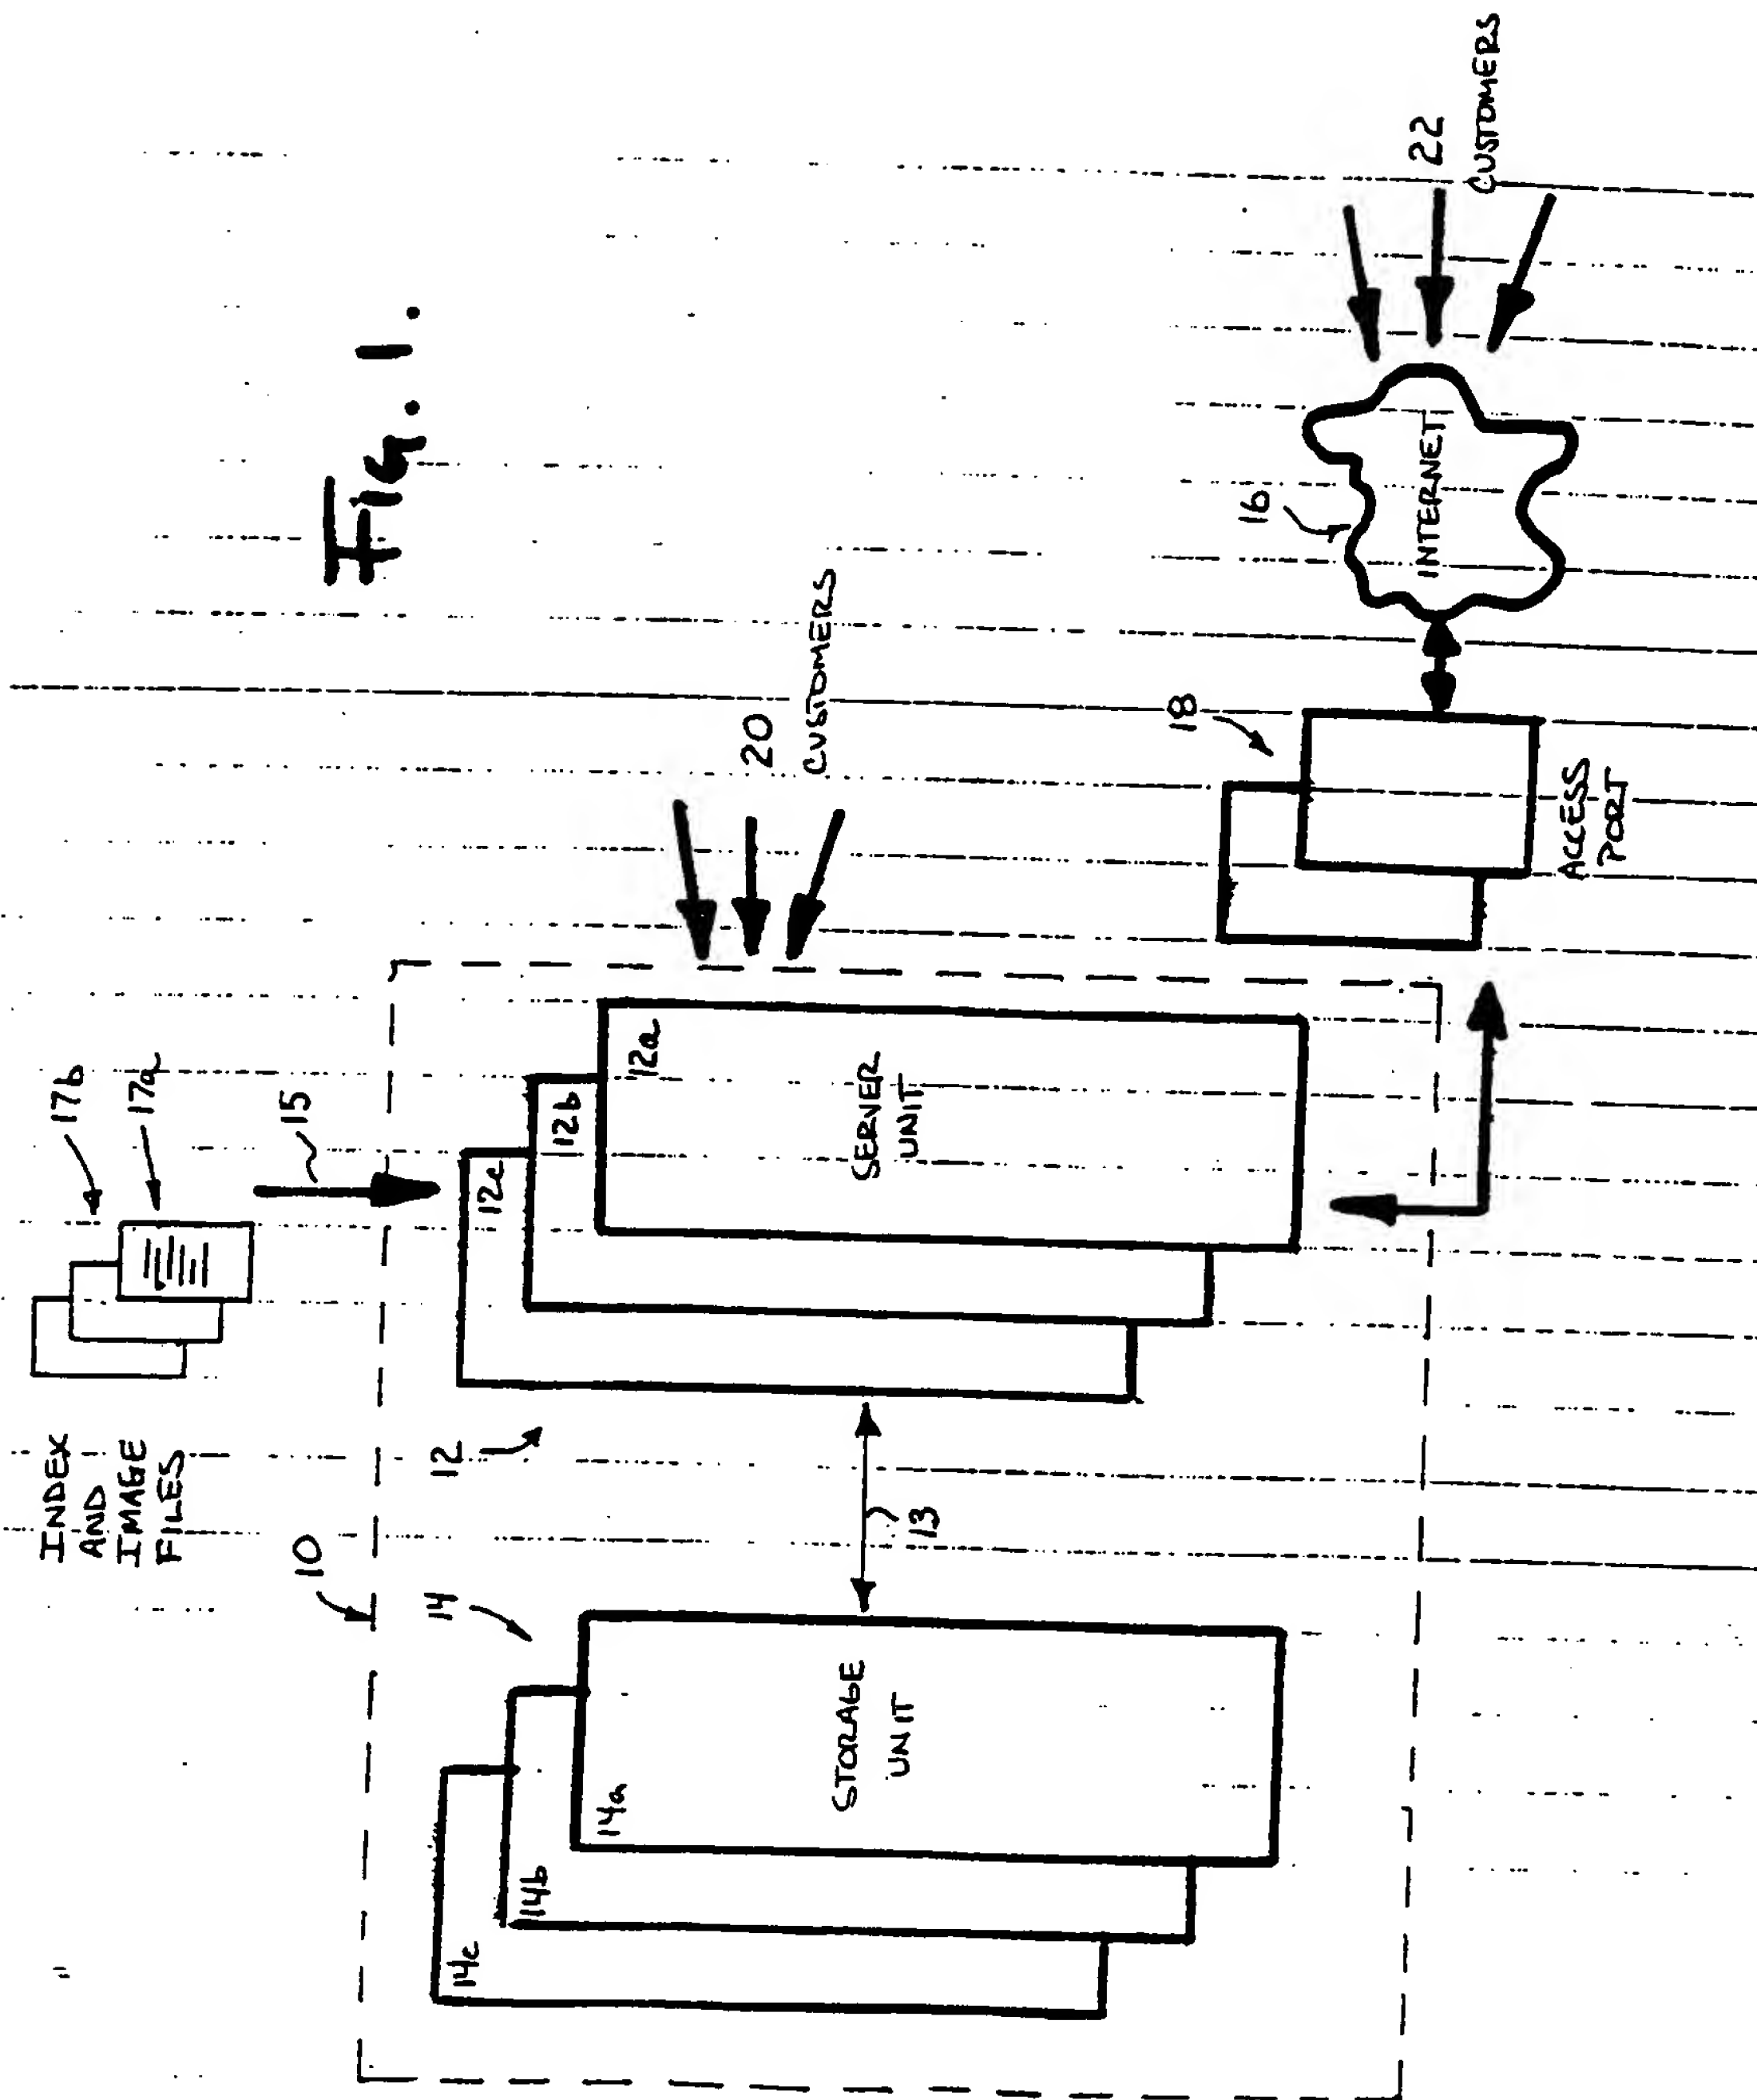 Fig. 1.
INDEX
AND
IMAGE
FILES
17b
17a
15
10
12
12c
12b
12a
SERVER
UNIT
20
CUSTOMERS
14
14c
14b
14a
STORAGE
UNIT
13
18
ACCESS
PORT
16
INTERNET
22
CUSTOMERS